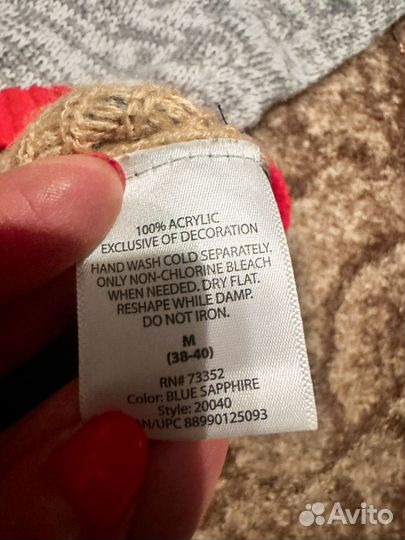 100% ACRYLIC
EXCLUSIVE OF DECORATION
HAND WASH COLD SEPARATELY.
ONLY NON-CHLORINE BLEACH
WHEN NEEDED. DRY FLAT.
RESHAPE WHILE DAMP.
DO NOT IRON.
M
(38-40)
RN# 73352
Color: BLUE SAPPHIRE
Style: 20040
AN/UPC 88990125093
Avito